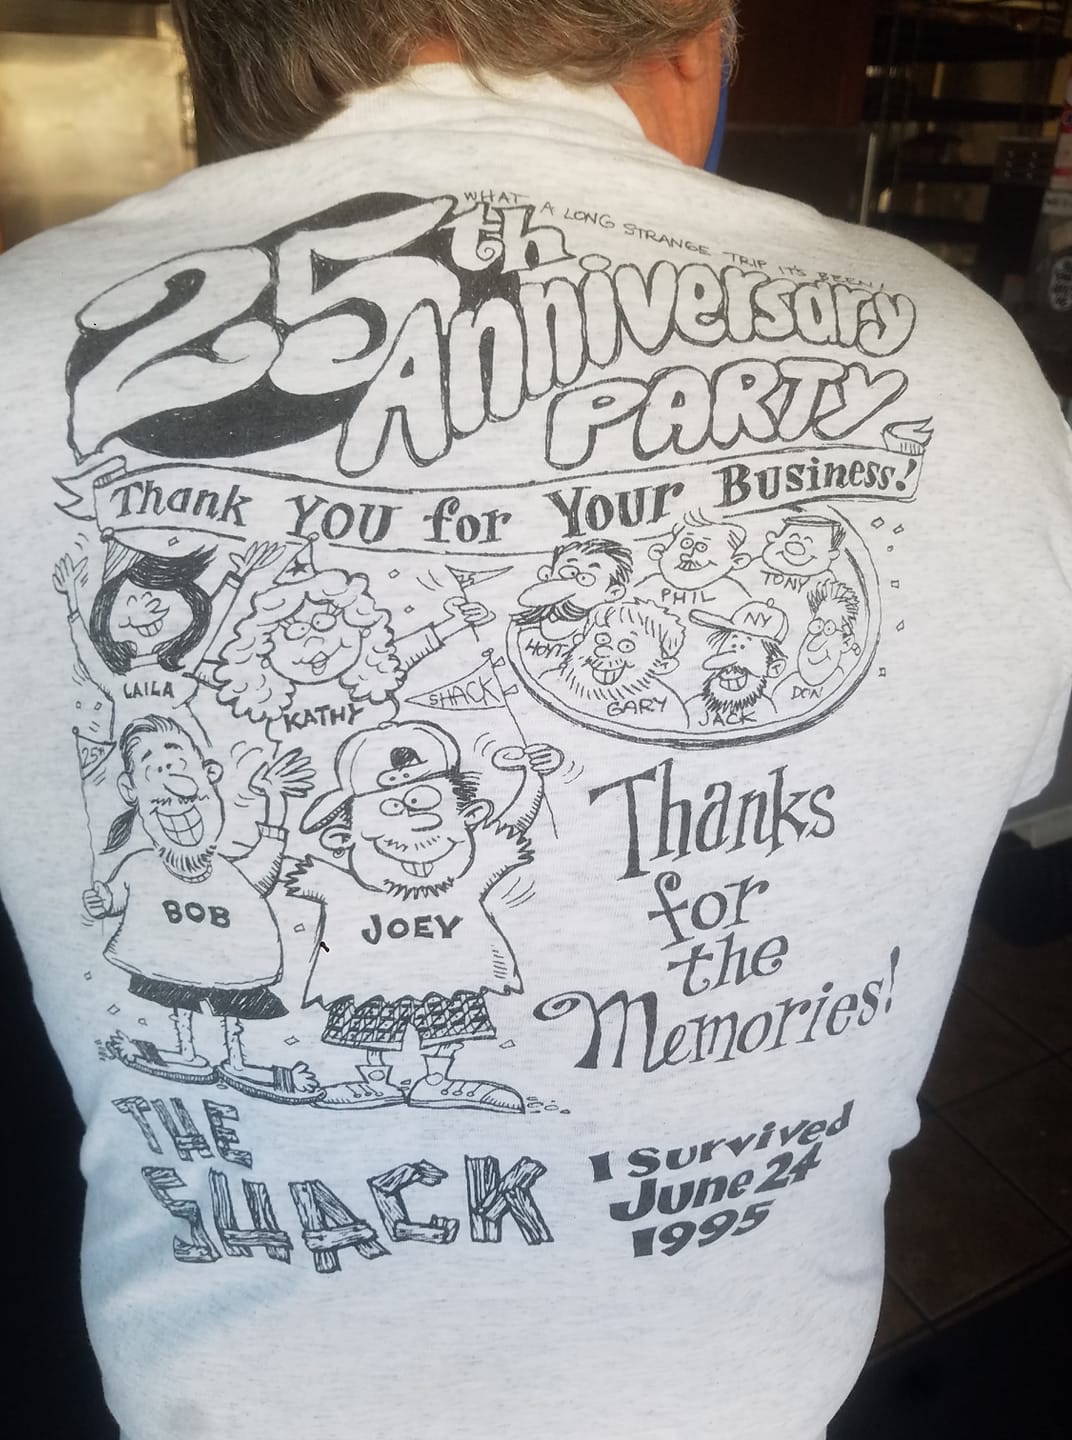 WHAT A LONG STRANGE TRIP IT'S BEEN!
25th
Anniversary
PARTY
Thank YOU for Your Business!
LAILA
KATHY
SHACK
25th
BOB
JOEY
HOYT
PHIL
TONY
GARY
NY
JACK
DON
Thanks
for
the
Memories!
THE
SHACK
I Survived
June 24
1995